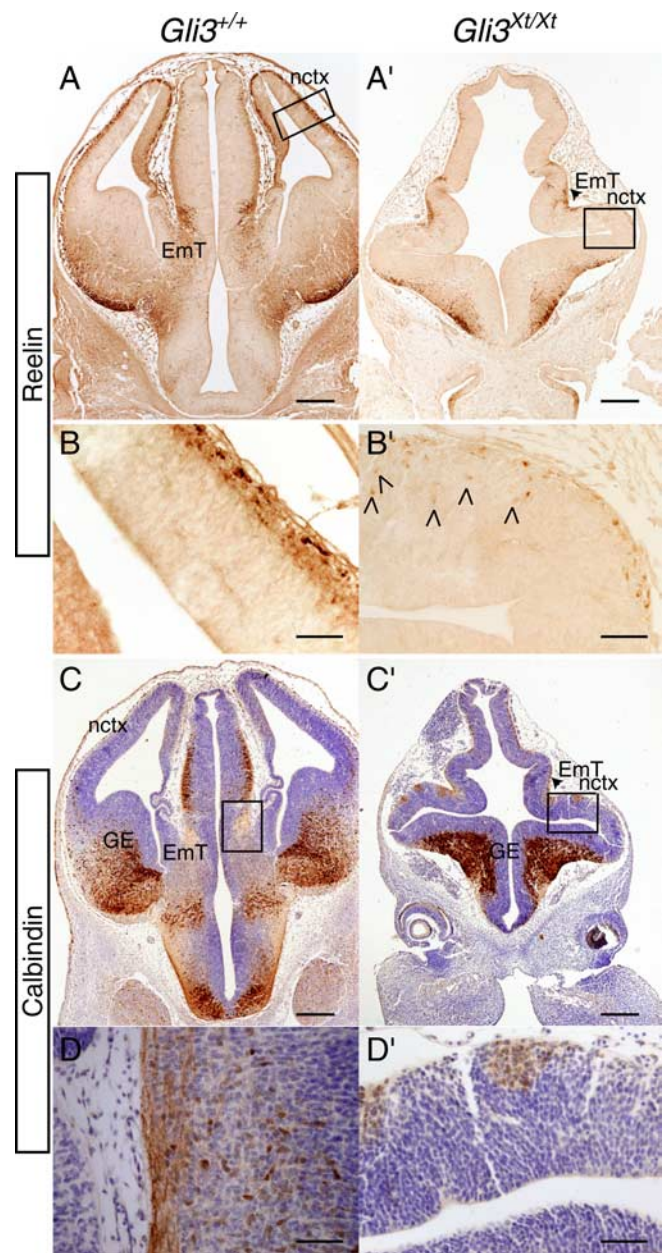 Gli3+/+
Gli3Xt/Xt
A
nctx
EmT
A'
EmT
nctx
Reelin
B
B'
C
nctx
GE
EmT
C'
EmT
nctx
GE
Calbindin
D
D'